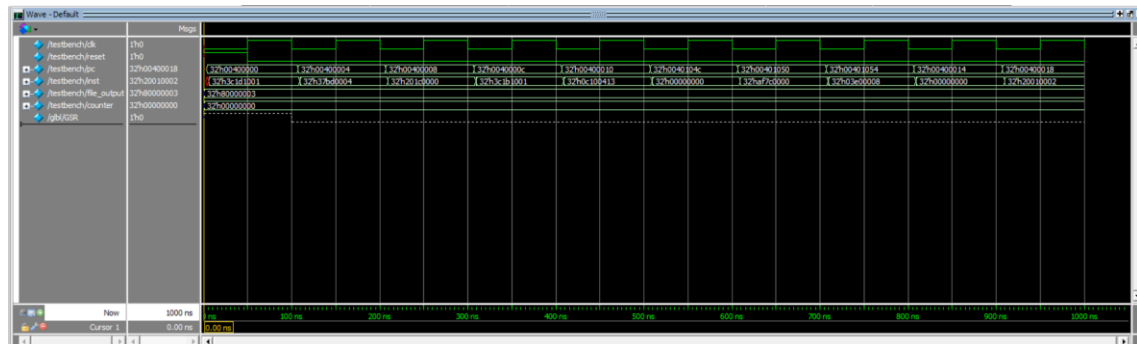 Wave - Default
Msgs
/testbench/clk 1'h0
/testbench/reset 1'h0
/testbench/pc 32'h00400018 32'h00400000 32'h00400004 32'h00400008 32'h0040000c 32'h00400010 32'h0040104c 32'h00401050 32'h00401054 32'h00400014 32'h00400018
/testbench/inst 32'h20010002 32'h3c1d1001 32'h37bd0004 32'h201c0000 32'h3c1b1001 32'h0c100413 32'h00000000 32'haf7c0000 32'h03e00008 32'h00000000 32'h20010002
/testbench/file_output 32'h80000003 32'h80000003
/testbench/counter 32'h00000000 32'h00000000
/glbl/GSR 1'h0
Now 1000 ns ns 100 ns 200 ns 300 ns 400 ns 500 ns 600 ns 700 ns 800 ns 900 ns 1000 ns
Cursor 1 0.00 ns 0.00 ns